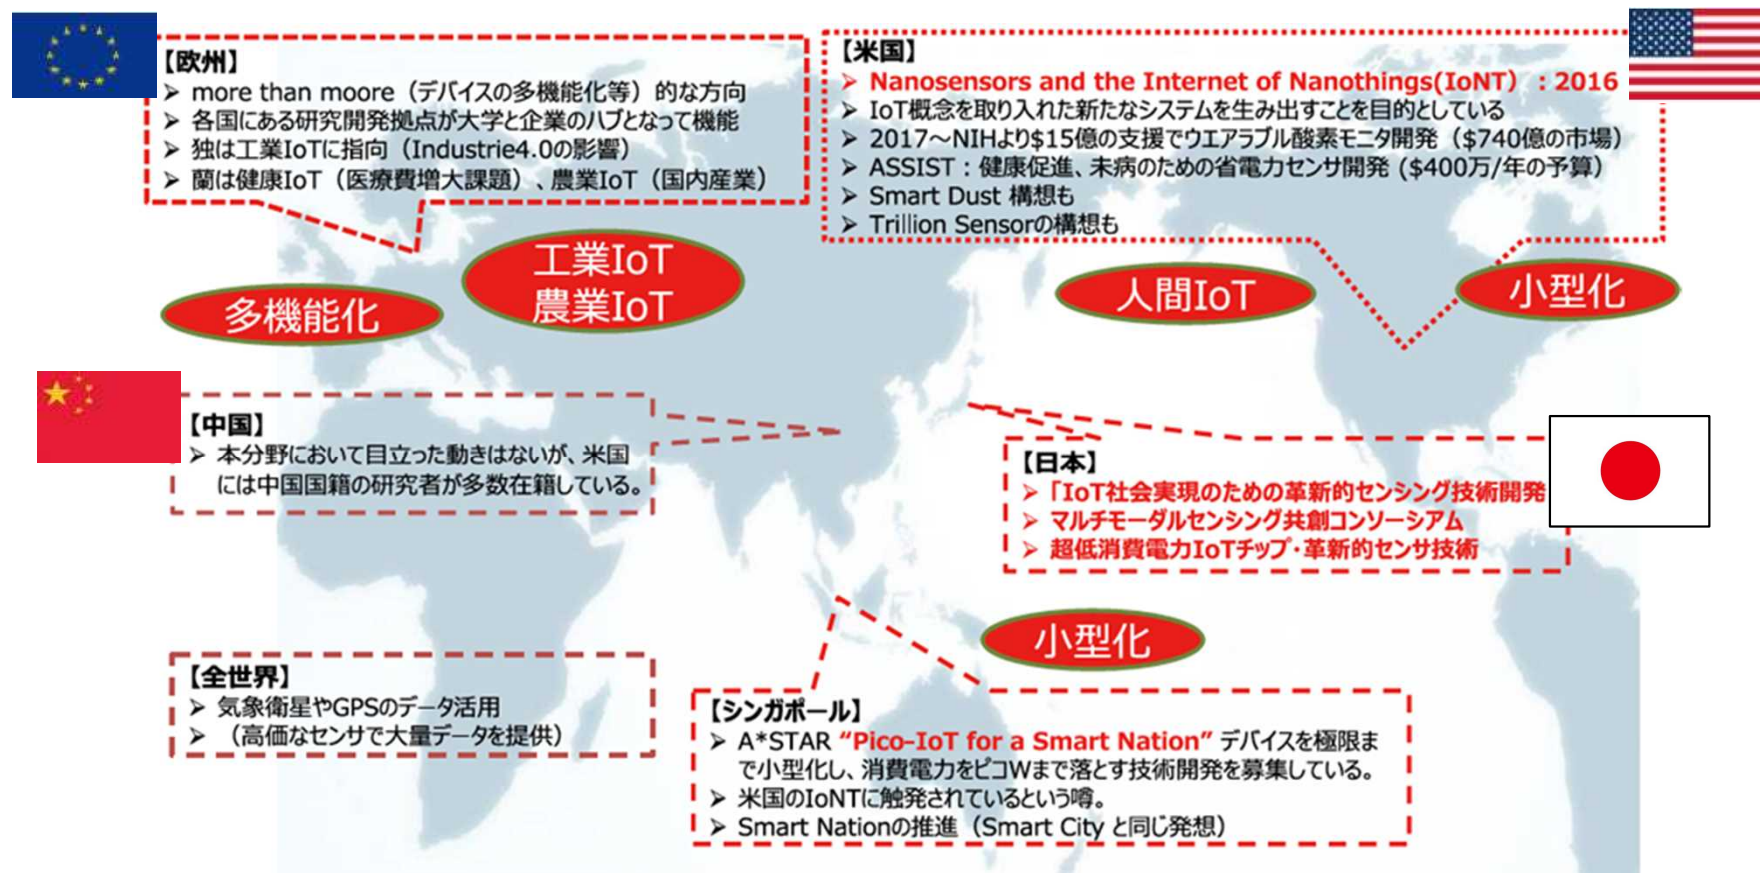 【欧州】
➢ more than moore（デバイスの多機能化等）的な方向
➢ 各国にある研究開発拠点が大学と企業のハブとなって機能
➢ 独は工業IoTに指向（Industrie4.0の影響）
➢ 蘭は健康IoT（医療費増大課題）、農業IoT（国内産業）
【米国】
➢ Nanosensors and the Internet of Nanothings(IoNT）：2016
➢ IoT概念を取り入れた新たなシステムを生み出すことを目的としている
➢ 2017～NIHより$15億の支援でウエアラブル酸素モニタ開発（$740億の市場）
➢ ASSIST：健康促進、未病のための省電力センサ開発 ($400万/年の予算）
➢ Smart Dust 構想も
➢ Trillion Sensorの構想も
多機能化
工業IoT
農業IoT
人間IoT
小型化
【中国】
➢ 本分野において目立った動きはないが、米国
には中国国籍の研究者が多数在籍している。
【日本】
➢ 「IoT社会実現のための革新的センシング技術開発
➢ マルチモーダルセンシング共創コンソーシアム
➢ 超低消費電力IoTチップ・革新的センサ技術
小型化
【全世界】
➢ 気象衛星やGPSのデータ活用
➢ （高価なセンサで大量データを提供）
【シンガポール】
➢ A*STAR “Pico-IoT for a Smart Nation” デバイスを極限ま
で小型化し、消費電力をピコWまで落とす技術開発を募集している。
➢ 米国のIoNTに触発されているという噂。
➢ Smart Nationの推進（Smart City と同じ発想）